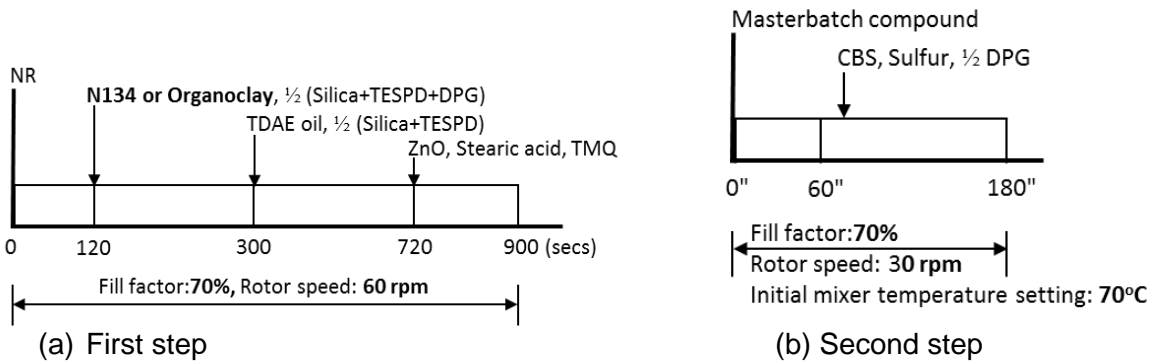 NR
N134 or Organoclay, ½ (Silica+TESPD+DPG)
TDAE oil, ½ (Silica+TESPD)
ZnO, Stearic acid, TMQ
0 120 300 720 900 (secs)
Fill factor:70%, Rotor speed: 60 rpm
(a) First step
Masterbatch compound
CBS, Sulfur, ½ DPG
0" 60" 180"
Fill factor:70%
Rotor speed: 30 rpm
Initial mixer temperature setting: 70°C
(b) Second step